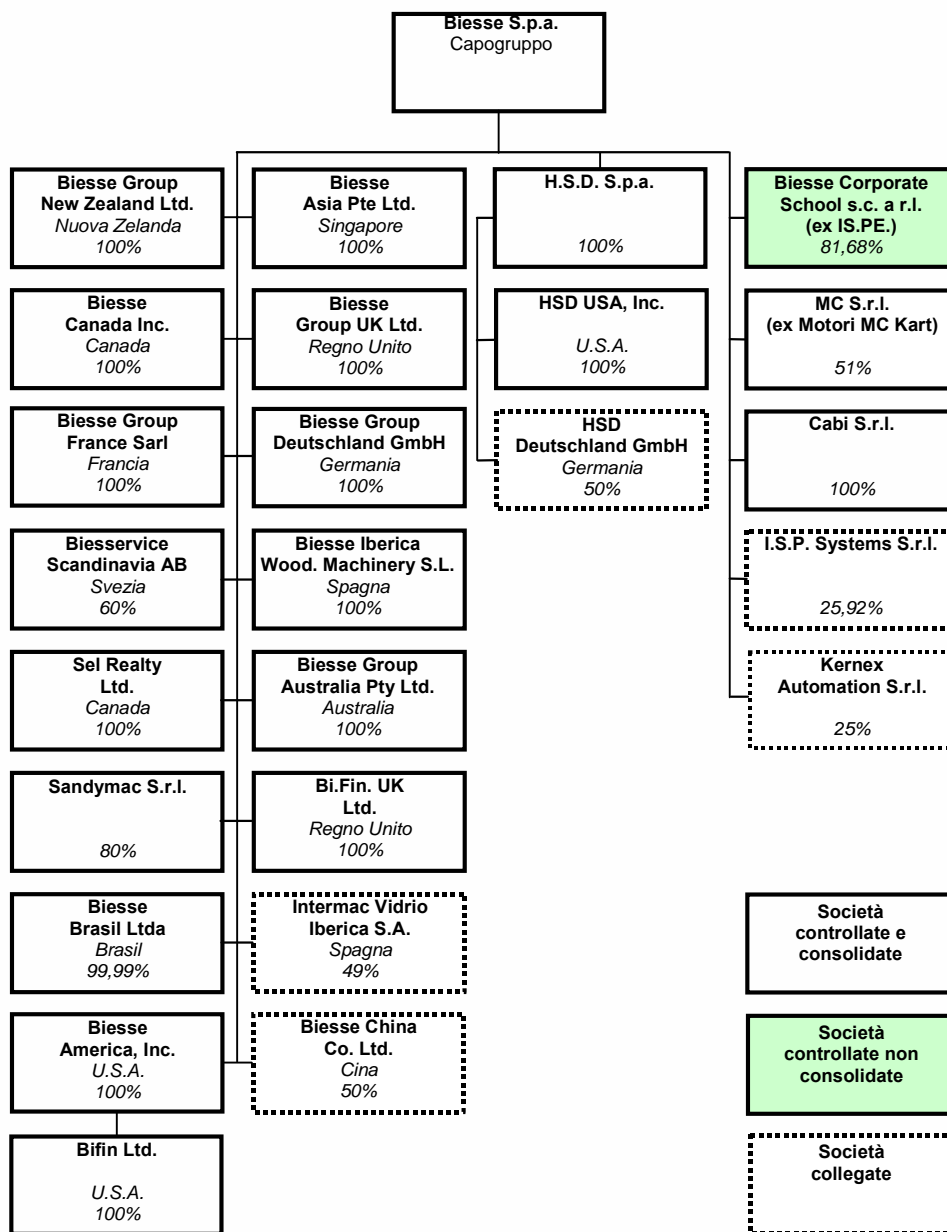 Biesse S.p.a.
Capogruppo
Biesse Group
New Zealand Ltd.
Nuova Zelanda
100%
Biesse
Asia Pte Ltd.
Singapore
100%
H.S.D. S.p.a.
100%
Biesse Corporate
School s.c. a r.l.
(ex IS.PE.)
81,68%
Biesse
Canada Inc.
Canada
100%
Biesse
Group UK Ltd.
Regno Unito
100%
HSD USA, Inc.
U.S.A.
100%
MC S.r.l.
(ex Motori MC Kart)
51%
Biesse Group
France Sarl
Francia
100%
Biesse Group
Deutschland GmbH
Germania
100%
HSD
Deutschland GmbH
Germania
50%
Cabi S.r.l.
100%
Biesservice
Scandinavia AB
Svezia
60%
Biesse Iberica
Wood. Machinery S.L.
Spagna
100%
I.S.P. Systems S.r.l.
25,92%
Sel Realty
Ltd.
Canada
100%
Biesse Group
Australia Pty Ltd.
Australia
100%
Kernex
Automation S.r.l.
25%
Sandymac S.r.l.
80%
Bi.Fin. UK
Ltd.
Regno Unito
100%
Biesse
Brasil Ltda
Brasil
99,99%
Intermac Vidrio
Iberica S.A.
Spagna
49%
Società
controllate e
consolidate
Biesse
America, Inc.
U.S.A.
100%
Biesse China
Co. Ltd.
Cina
50%
Società
controllate non
consolidate
Bifin Ltd.
U.S.A.
100%
Società
collegate